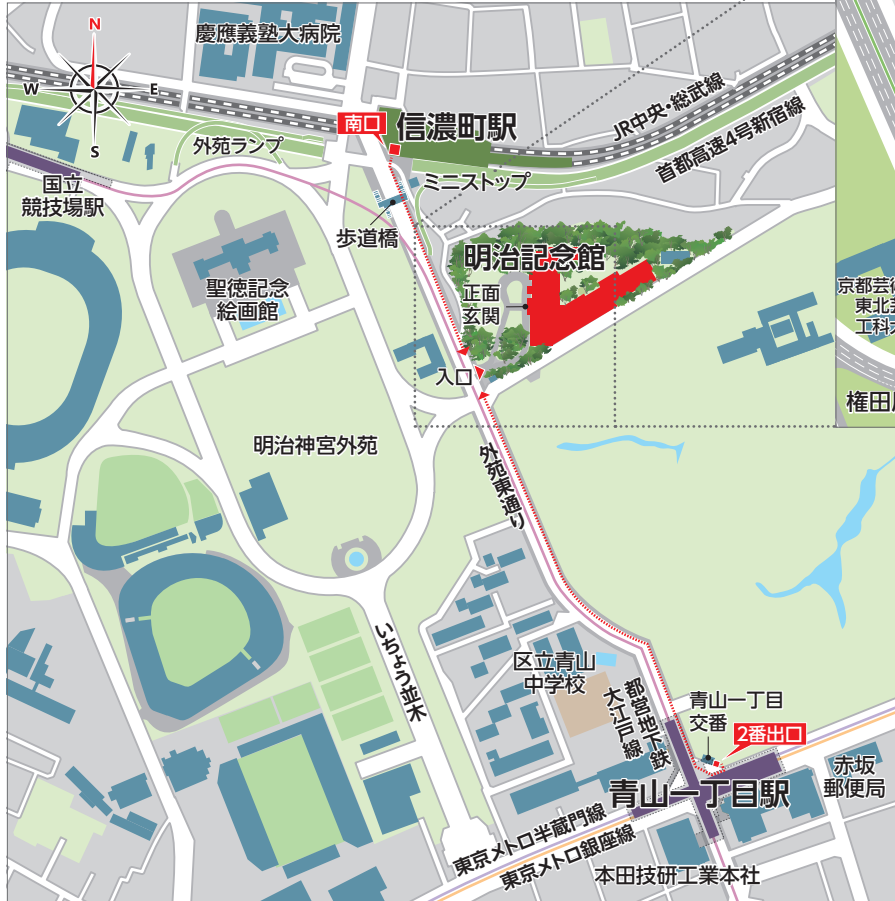 N
W
E
S
慶應義塾大病院
南口
信濃町駅
JR中央・総武線
首都高速4号新宿線
外苑ランプ
ミニストップ
国立
競技場駅
歩道橋
明治記念館
聖徳記念
絵画館
正面
玄関
入口
東北
工科
権田
明治神宮外苑
外苑東通り
いちょう並木
区立青山
中学校
都営地下鉄
大江戸線
青山一丁目
交番
2番出口
赤坂
郵便局
青山一丁目駅
東京メトロ半蔵門線
東京メトロ銀座線
本田技研工業本社